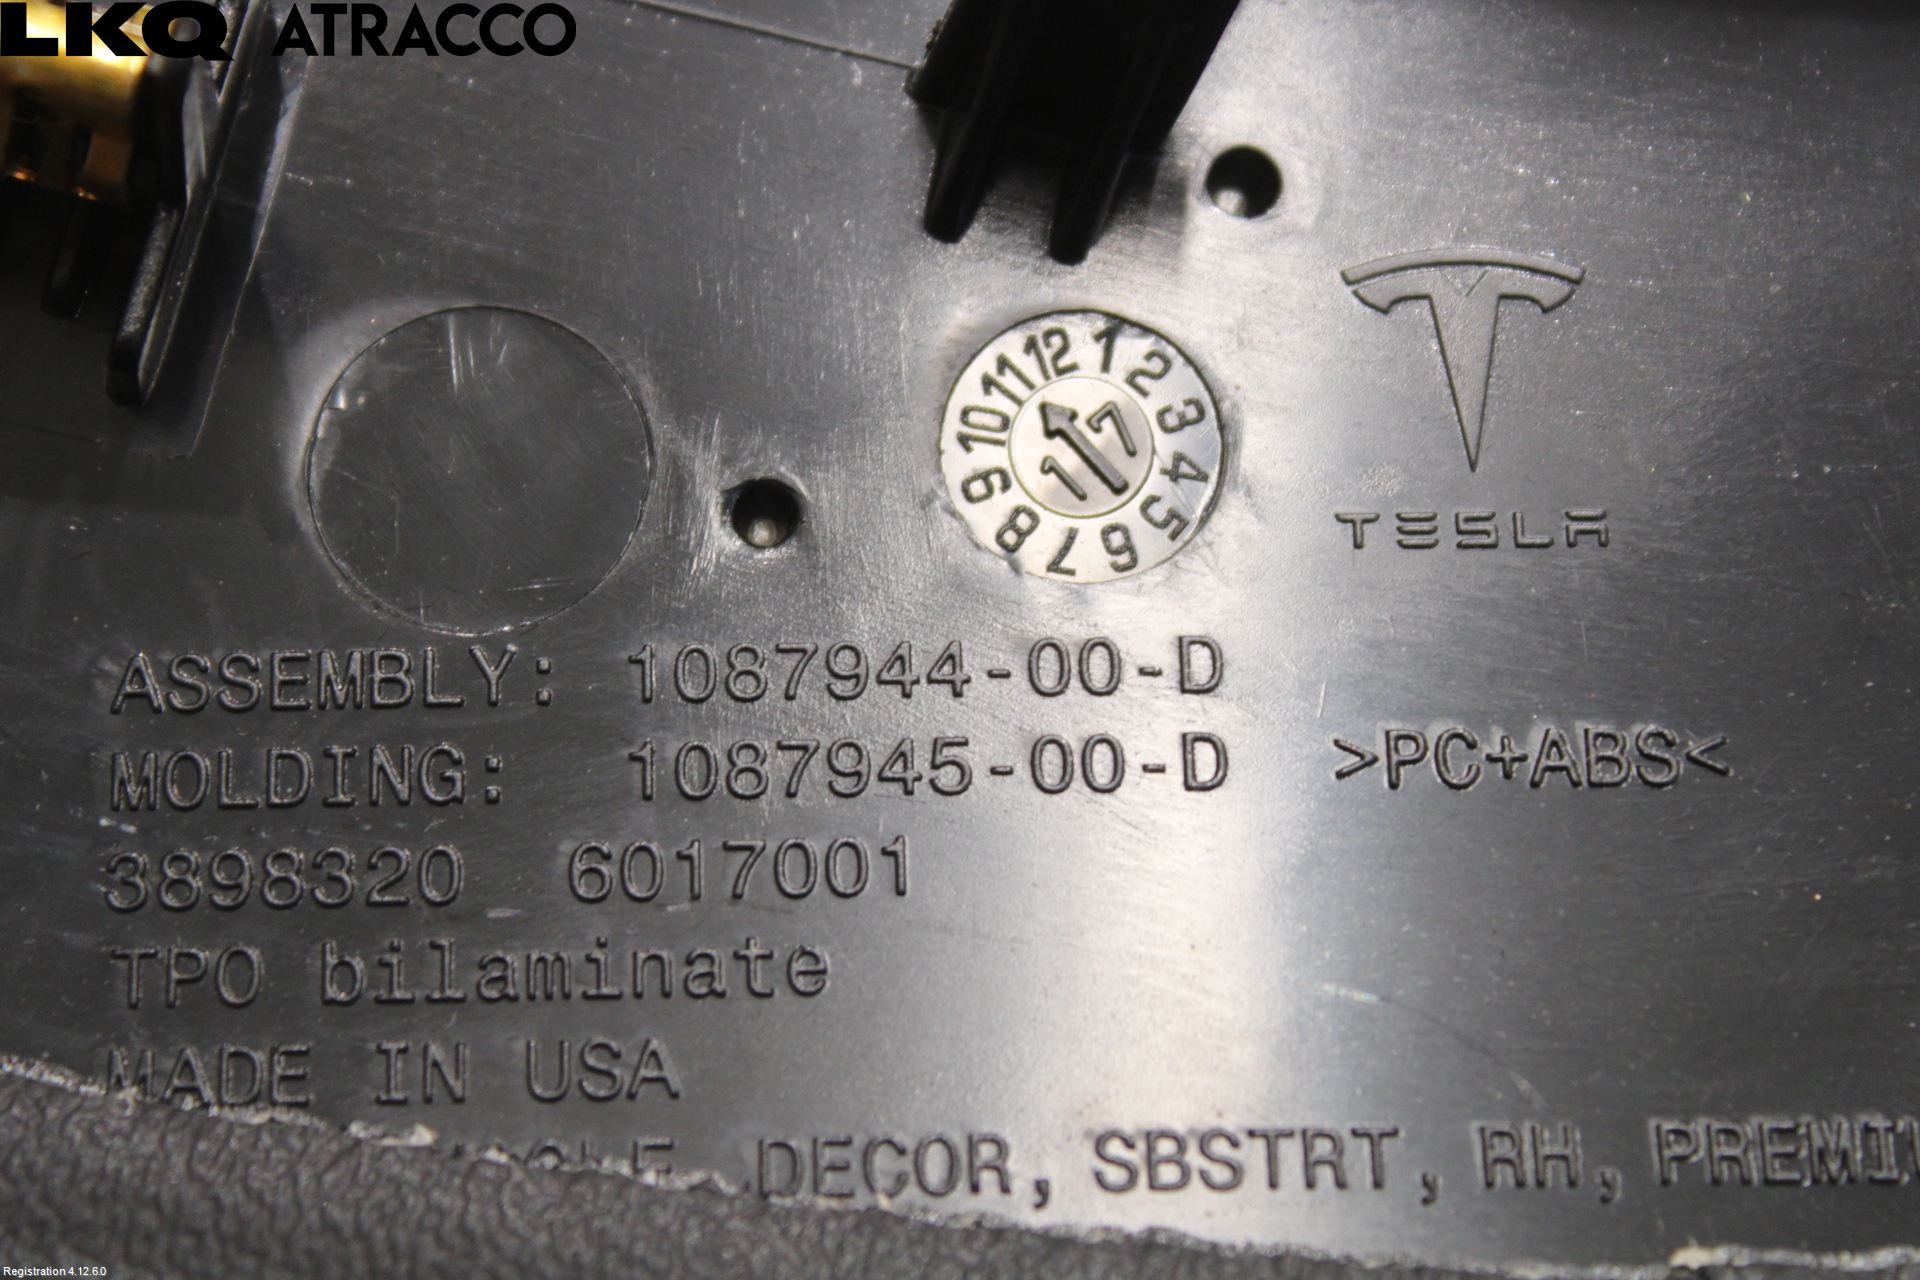 LKQ ATRACCO
12 1 2 3 4 5 6 7 8 9 10 11
1 7
TESLA
ASSEMBLY: 1087944-00-D
MOLDING: 1087945-00-D >PC+ABS<
3898320 6017001
TPO bilaminate
MADE IN USA
DECOR, SBSTRT, RH,
Registration 4.12.6.0